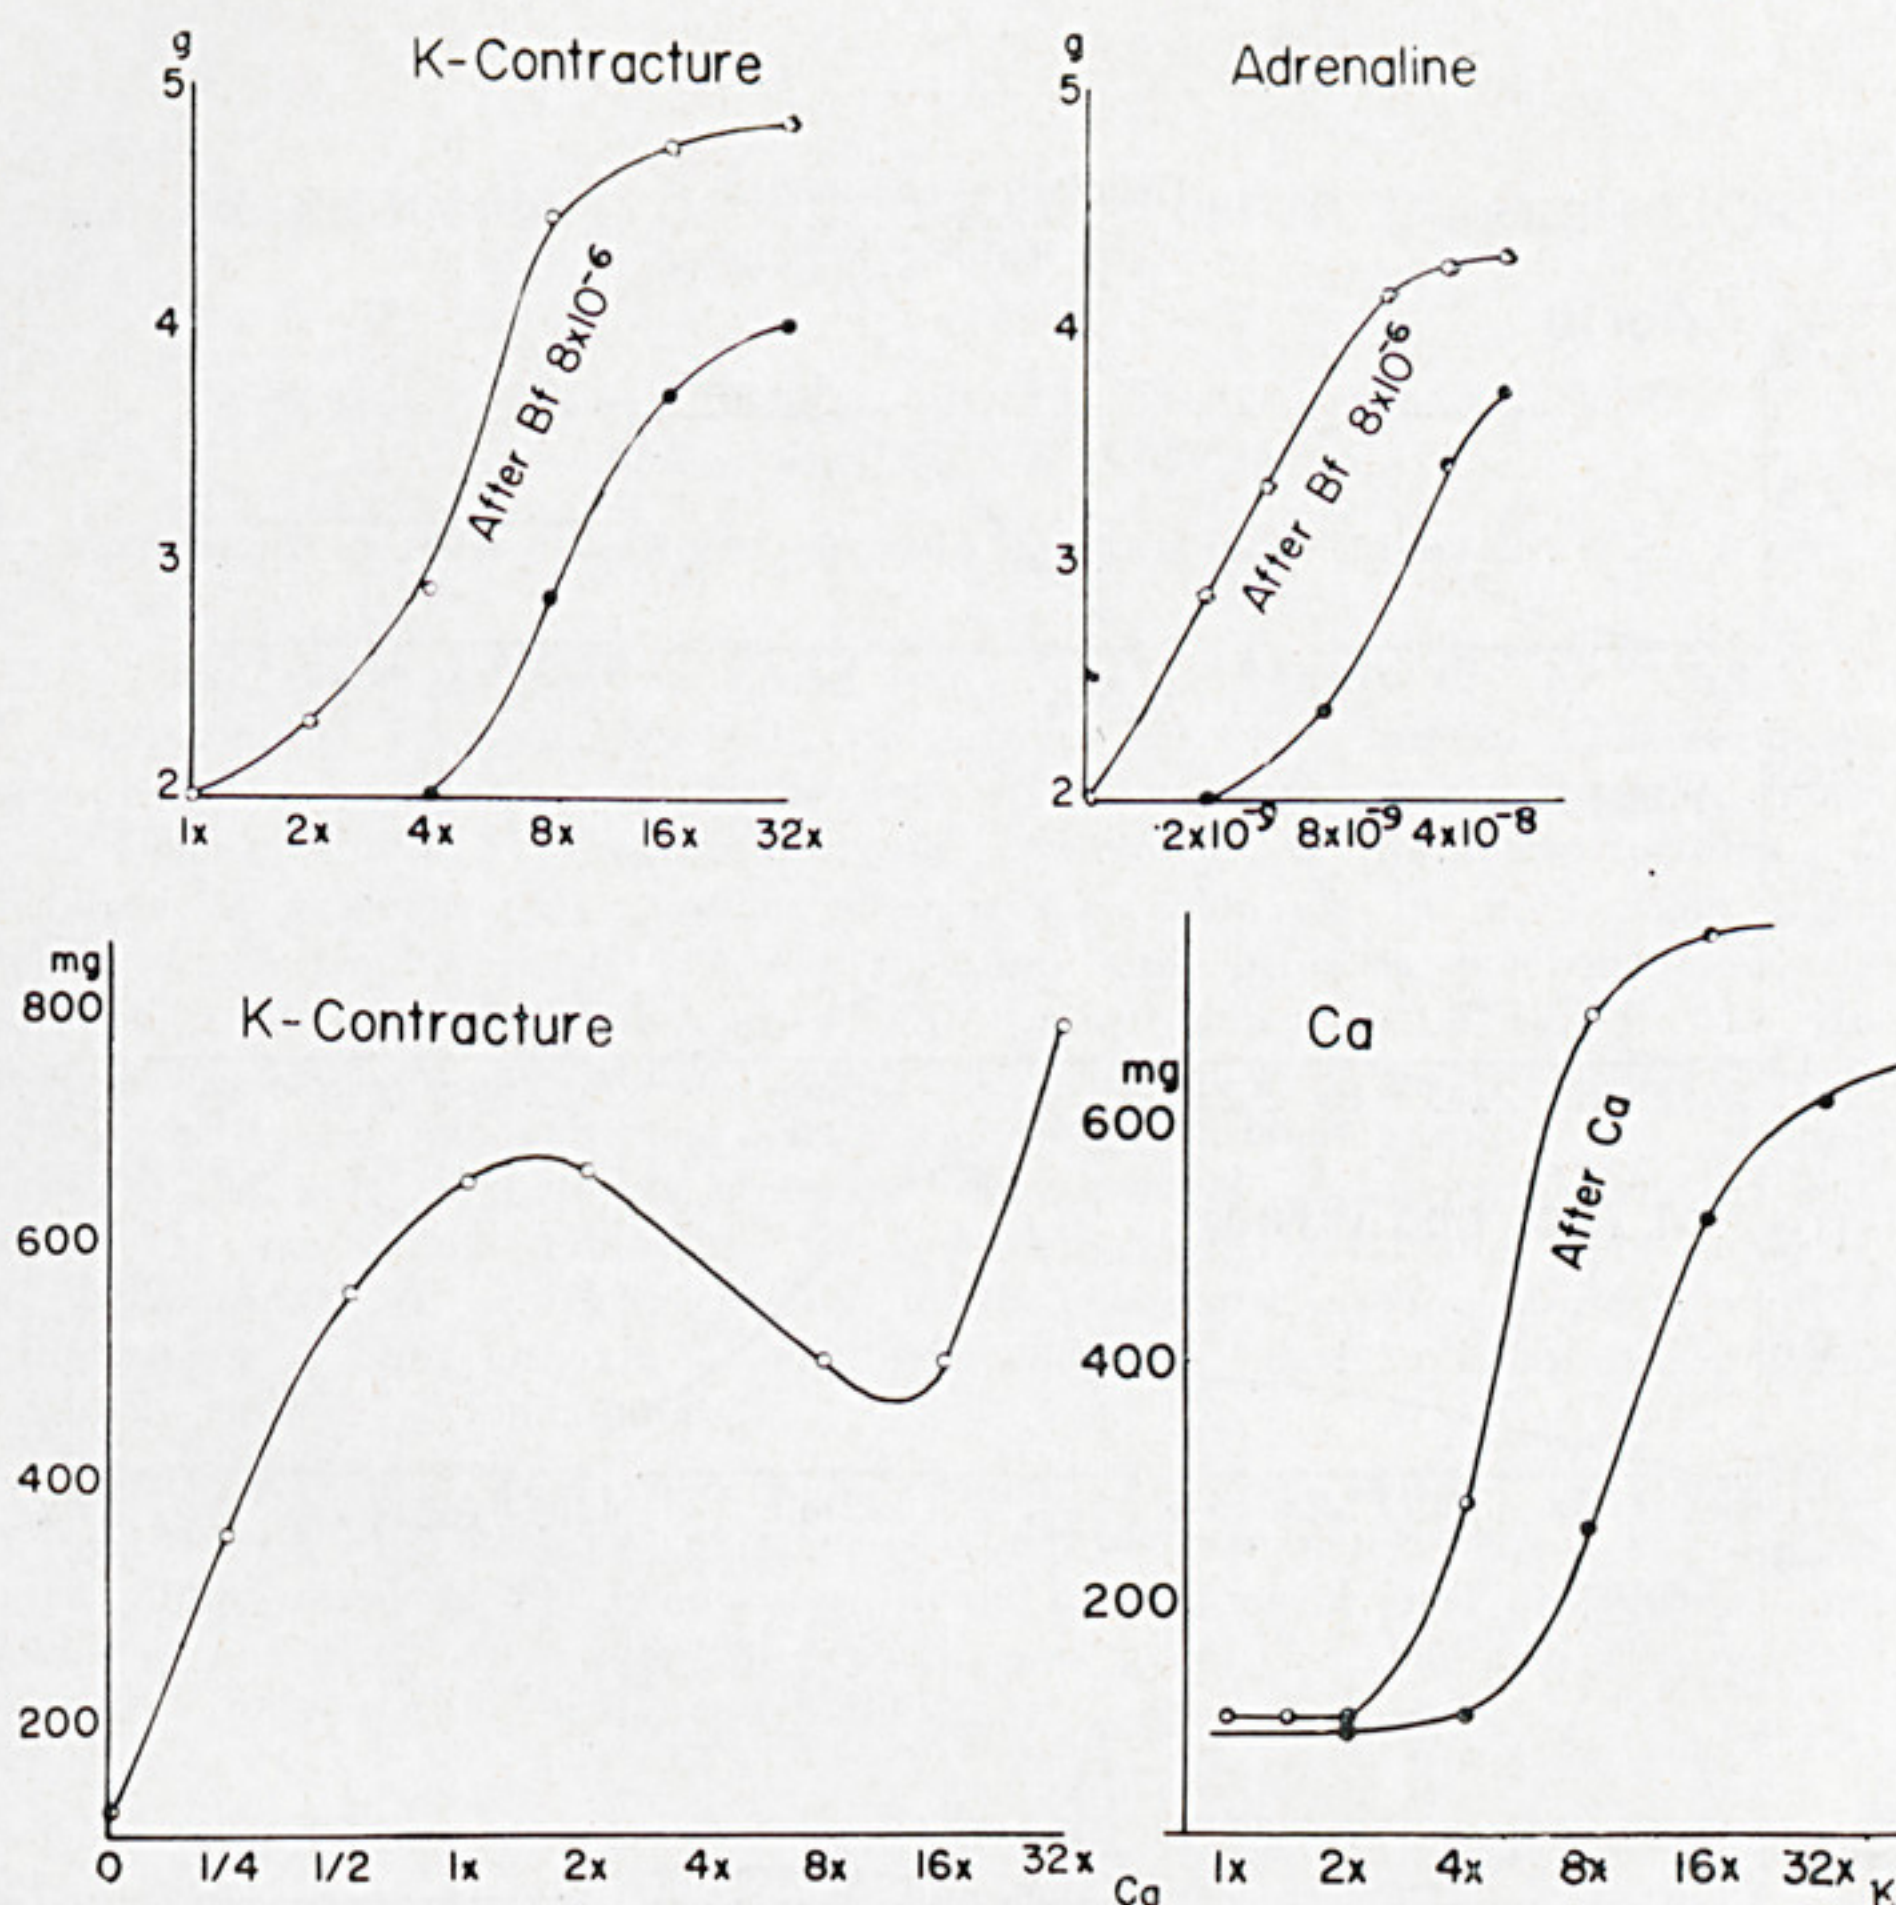 K-Contracture
g
5
4
3
2
After Bf 8x10⁻⁶
1x 2x 4x 8x 16x 32x
Adrenaline
g
5
4
3
2
After Bf 8x10⁻⁶
2x10⁻⁹ 8x10⁻⁹ 4x10⁻⁸
K-Contracture
mg
800
600
400
200
0 1/4 1/2 1x 2x 4x 8x 16x 32x
Ca
Ca
mg
600
400
200
After Ca
1x 2x 4x 8x 16x 32x
K